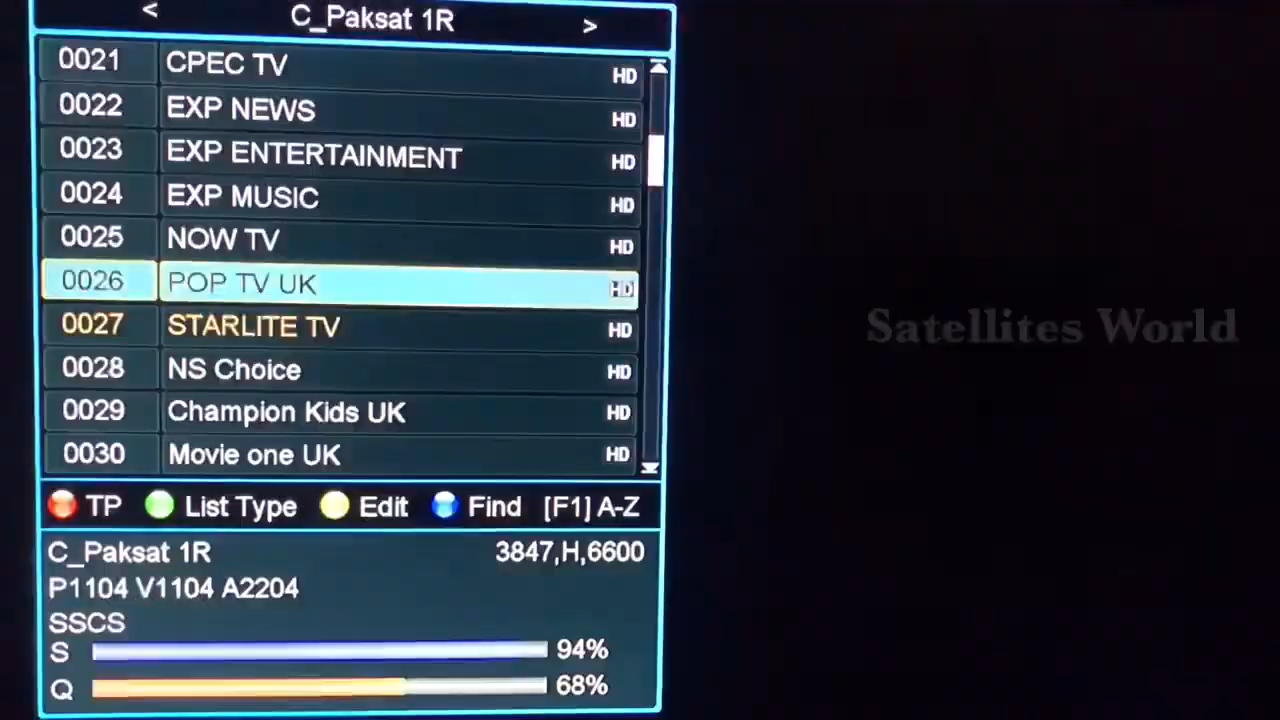 < C_Paksat 1R >
0021 CPEC TV HD
0022 EXP NEWS HD
0023 EXP ENTERTAINMENT HD
0024 EXP MUSIC HD
0025 NOW TV HD
0026 POP TV UK HD
0027 STARLITE TV HD
0028 NS Choice HD
0029 Champion Kids UK HD
0030 Movie one UK HD
TP List Type Edit Find [F1] A-Z
C_Paksat 1R 3847,H,6600
P1104 V1104 A2204
SSCS
S 94%
Q 68%
Satellites World